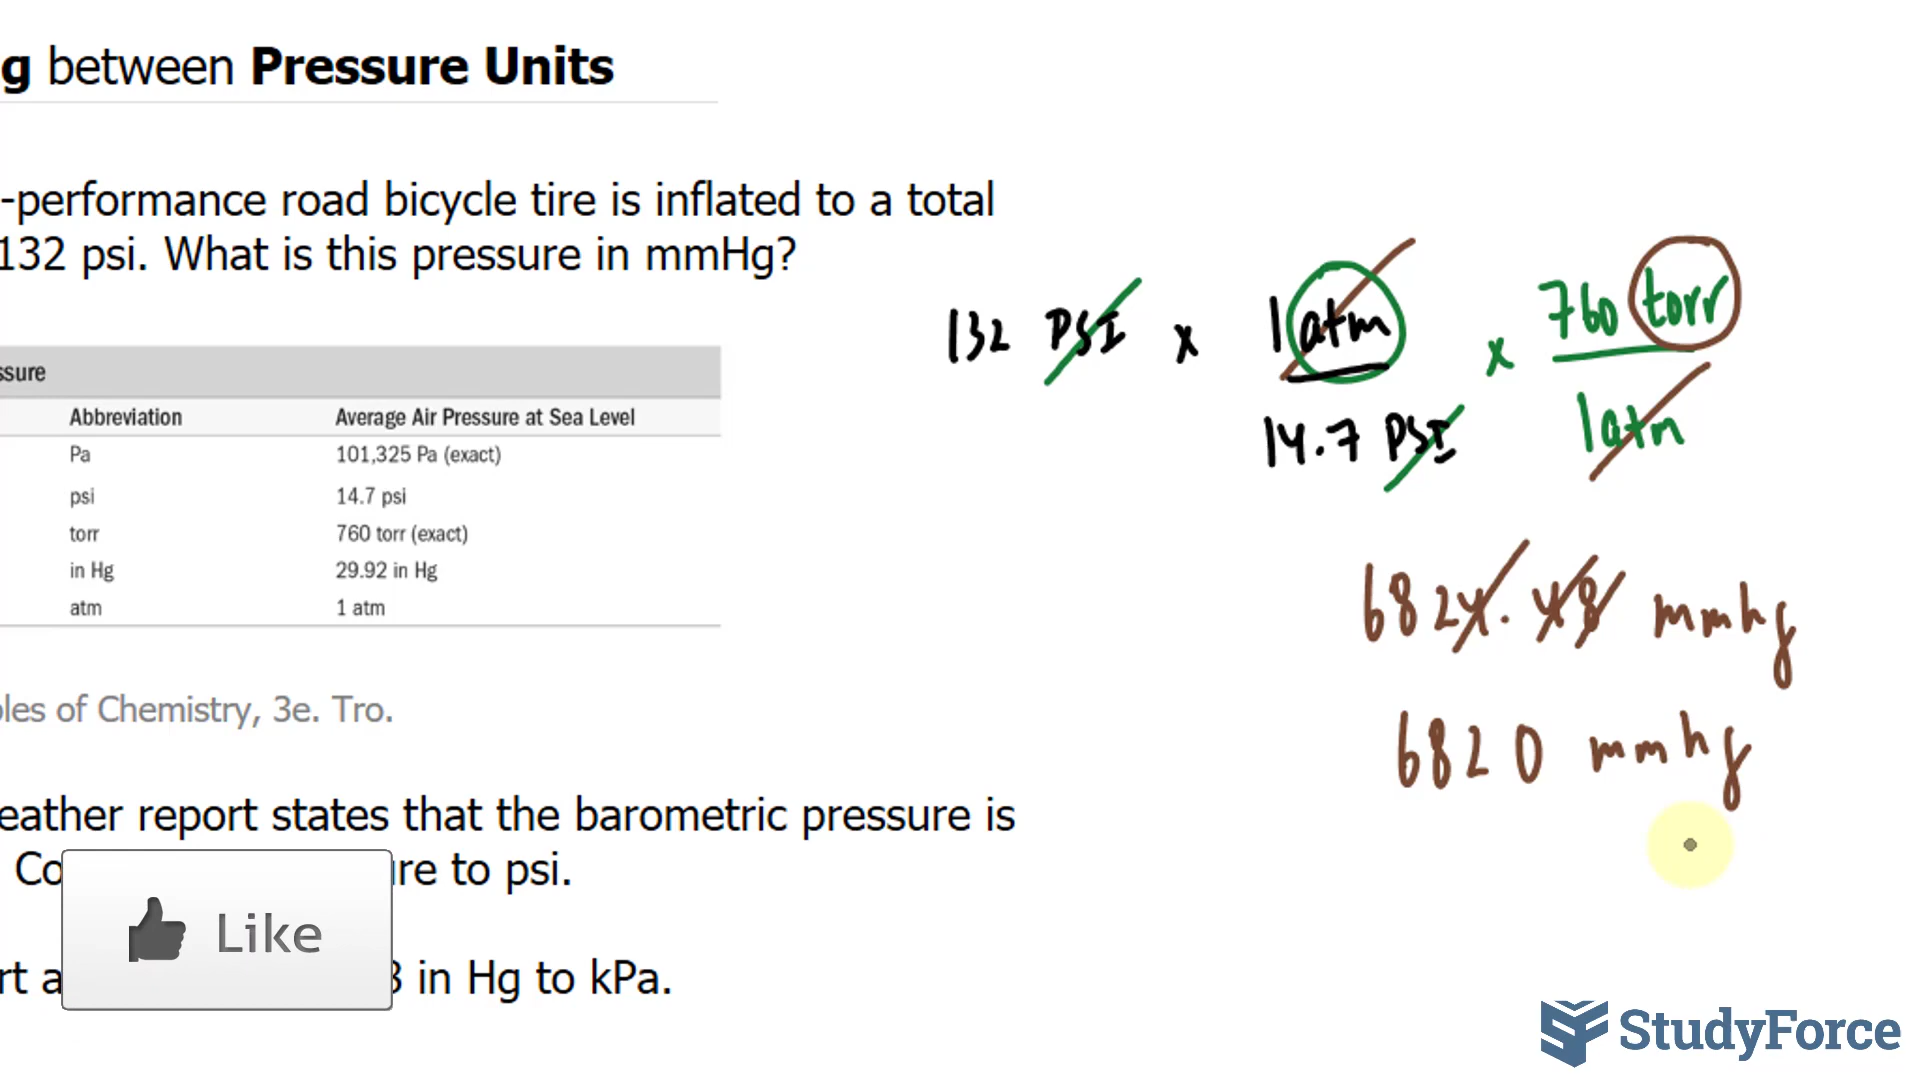 g between Pressure Units
-performance road bicycle tire is inflated to a total
132 psi. What is this pressure in mmHg?
ssure
Abbreviation Average Air Pressure at Sea Level
Pa 101,325 Pa (exact)
psi 14.7 psi
torr 760 torr (exact)
in Hg 29.92 in Hg
atm 1 atm
les of Chemistry, 3e. Tro.
eather report states that the barometric pressure is
Co re to psi.
rt a 3 in Hg to kPa.
Like
132 PSI x 1 atm x 760 torr
14.7 PSI 1 atm
6824.48 mmhg
6820 mmhg
StudyForce